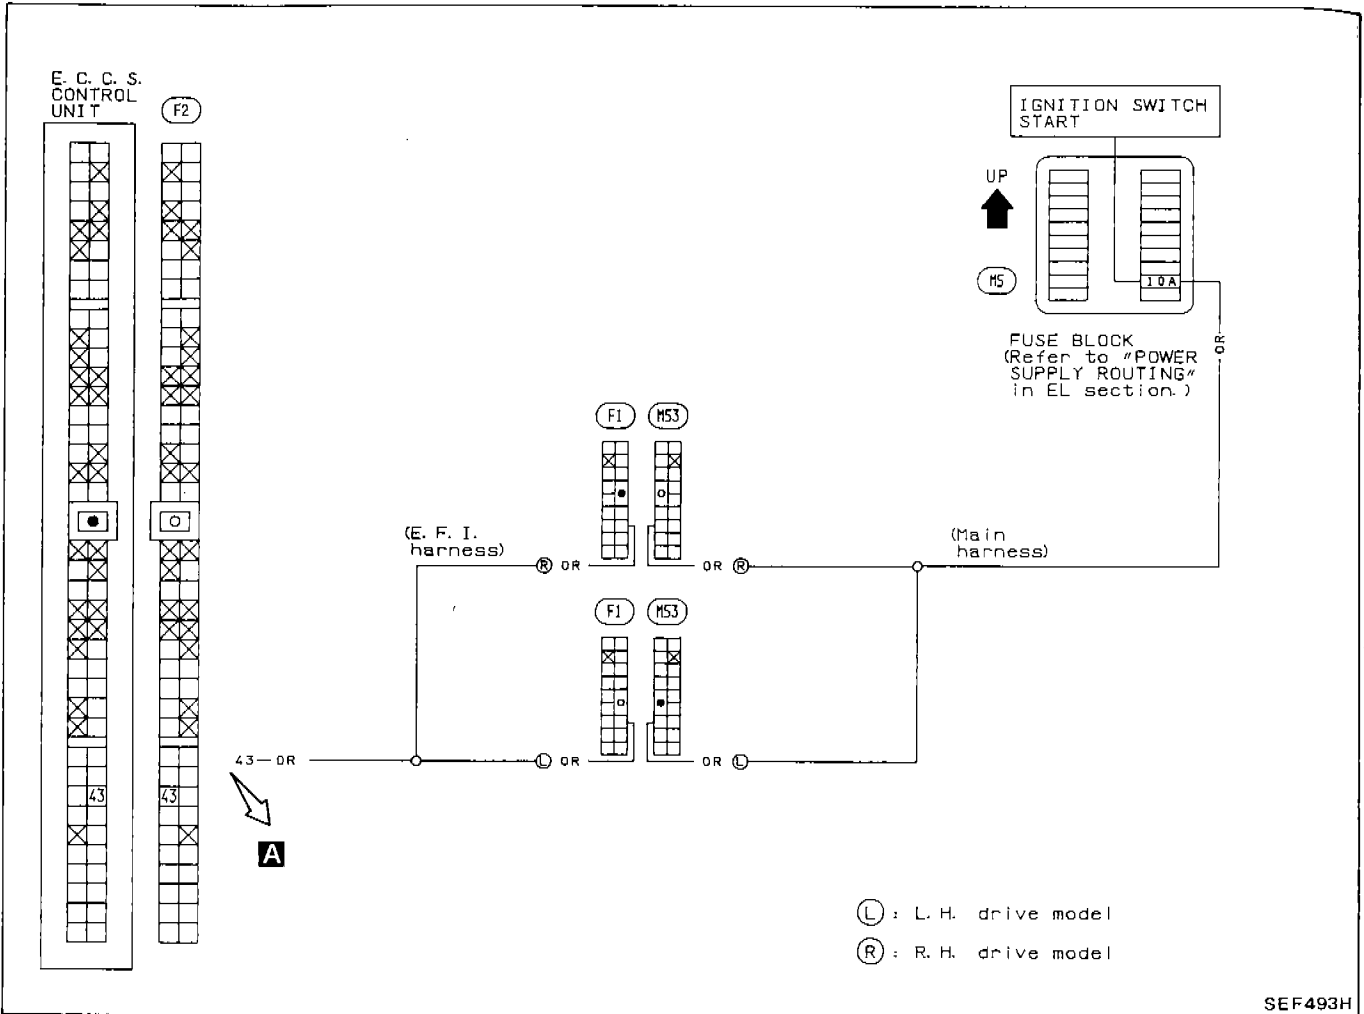 E. C. C. S.
CONTROL
UNIT
F2
IGNITION SWITCH
START
UP
M5
10A
FUSE BLOCK
(Refer to "POWER
SUPPLY ROUTING"
in EL section.)
OR
F1
M53
(E. F. I.
harness)
(Main
harness)
R OR
OR R
F1
M53
43-OR
L OR
OR L
43
43
A
L : L. H. drive model
R : R. H. drive model
SEF493H